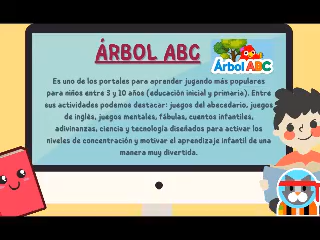 ÁRBOL ABC
Árbol ABC
Es uno de los portales para aprender jugando más populares
para niños entre 3 y 10 años (educación inicial y primaria). Entre
sus actividades podemos destacar: juegos del abecedario, juegos
de inglés, juegos mentales, fábulas, cuentos infantiles,
adivinanzas, ciencia y tecnología diseñados para activar los
niveles de concentración y motivar el aprendizaje infantil de una
manera muy divertida.